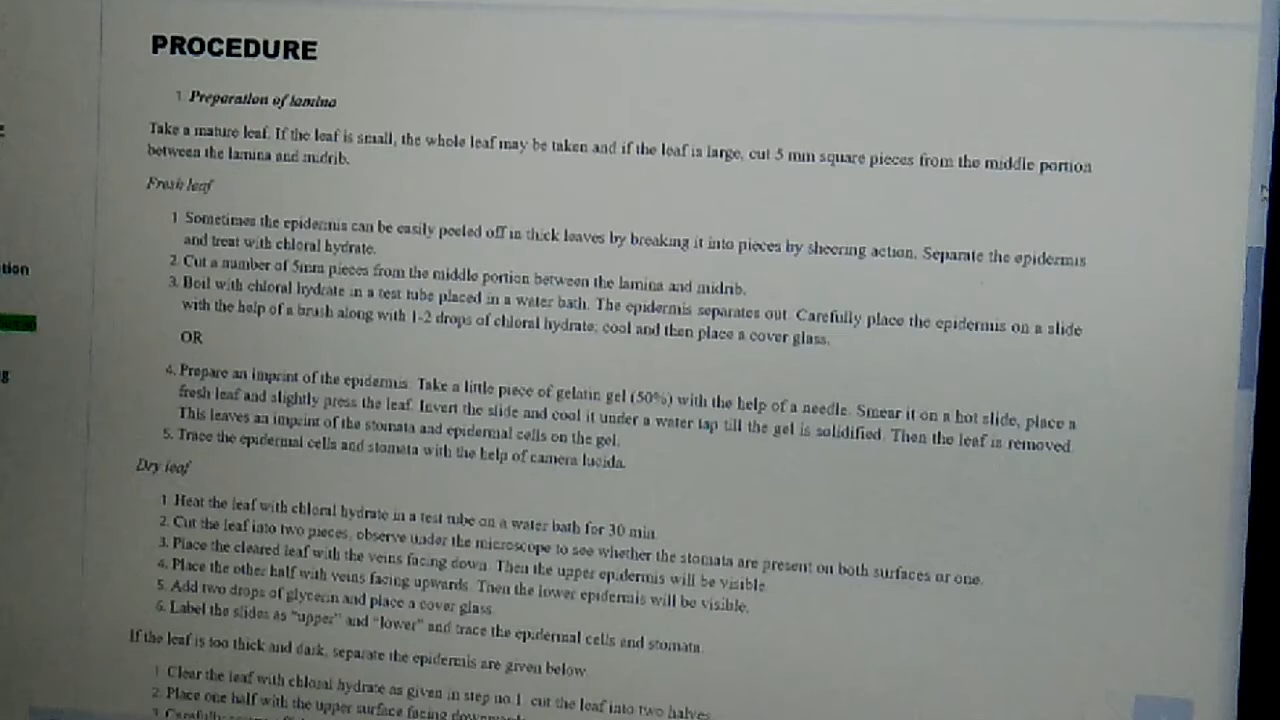 PROCEDURE
1. Preparation of lamina
Take a mature leaf. If the leaf is small, the whole leaf may be taken and if the leaf is large, cut 5 mm square pieces from the middle portion
between the lamina and midrib.
Fresh leaf
1. Sometimes the epidermis can be easily peeled off in thick leaves by breaking it into pieces by sheering action. Separate the epidermis
and treat with chloral hydrate.
2. Cut a number of 5mm pieces from the middle portion between the lamina and midrib.
3. Boil with chloral hydrate in a test tube placed in a water bath. The epidermis separates out. Carefully place the epidermis on a slide
with the help of a brush along with 1-2 drops of chloral hydrate; cool and then place a cover glass.
OR
4. Prepare an imprint of the epidermis. Take a little piece of gelatin gel (50%) with the help of a needle. Smear it on a hot slide, place a
fresh leaf and slightly press the leaf. Invert the slide and cool it under a water tap till the gel is solidified. Then the leaf is removed.
This leaves an imprint of the stomata and epidermal cells on the gel.
5. Trace the epidermal cells and stomata with the help of camera lucida.
Dry leaf
1. Heat the leaf with chloral hydrate in a test tube on a water bath for 30 min.
2. Cut the leaf into two pieces, observe under the microscope to see whether the stomata are present on both surfaces or one.
3. Place the cleared leaf with the veins facing down. Then the upper epidermis will be visible.
4. Place the other half with veins facing upwards. Then the lower epidermis will be visible.
5. Add two drops of glycerin and place a cover glass.
6. Label the slides as "upper" and "lower" and trace the epidermal cells and stomata.
If the leaf is too thick and dark, separate the epidermis are given below.
1. Clear the leaf with chloral hydrate as given in step no.1 cut the leaf into two halves
2. Place one half with the upper surface facing
3. Carefully
tion